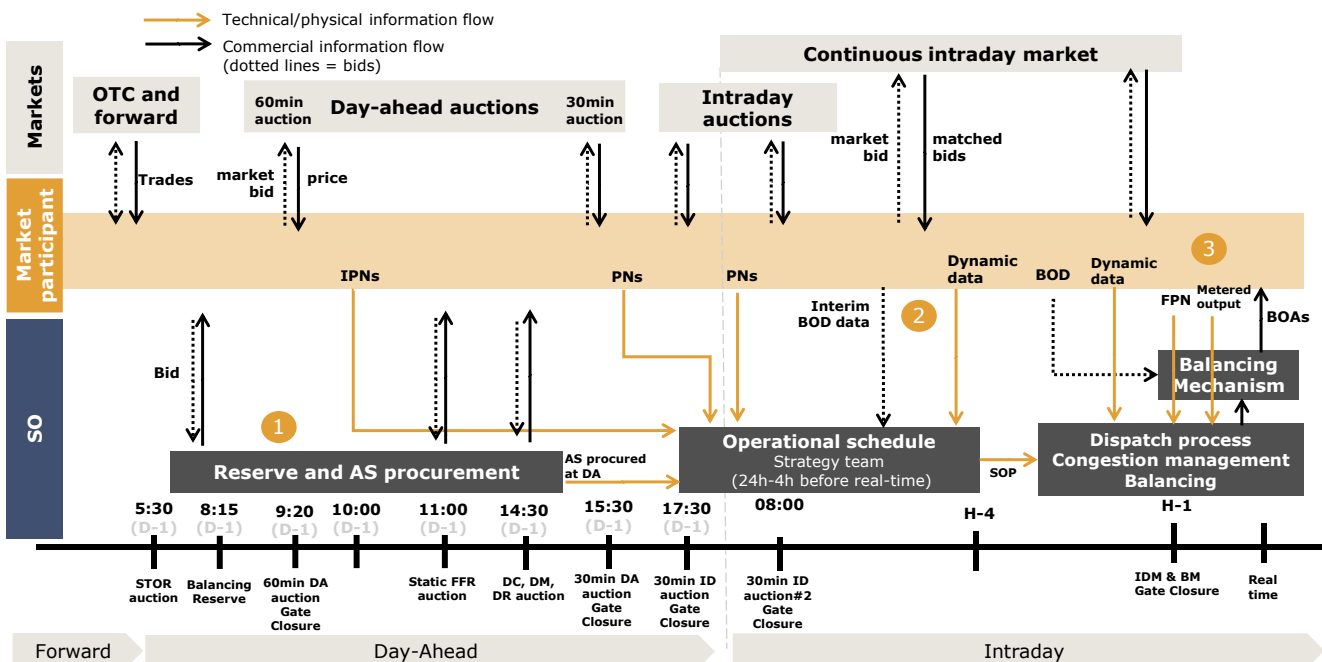 Technical/physical information flow
Commercial information flow
(dotted lines = bids)
Markets
OTC and
forward
60min
auction
Day-ahead auctions
30min
auction
Intraday
auctions
Continuous intraday market
Trades
market
bid
price
market
bid
matched
bids
Market
participant
IPNs
PNs
PNs
Dynamic
data
BOD
Dynamic
data
3
FPN
Metered
output
BOAs
Interim
BOD data
2
SO
Bid
1
Balancing
Mechanism
Reserve and AS procurement
AS procured
at DA
Operational schedule
Strategy team
(24h-4h before real-time)
SOP
Dispatch process
Congestion management
Balancing
5:30
(D-1)
8:15
(D-1)
9:20
(D-1)
10:00
(D-1)
11:00
(D-1)
14:30
(D-1)
15:30
(D-1)
17:30
(D-1)
08:00
H-4
H-1
STOR
auction
Balancing
Reserve
60min DA
auction
Gate
Closure
Static FFR
auction
DC, DM,
DR auction
30min DA
auction
Gate
Closure
30min ID
auction
Gate
Closure
30min ID
auction#2
Gate
Closure
IDM & BM
Gate Closure
Real
time
Forward
Day-Ahead
Intraday